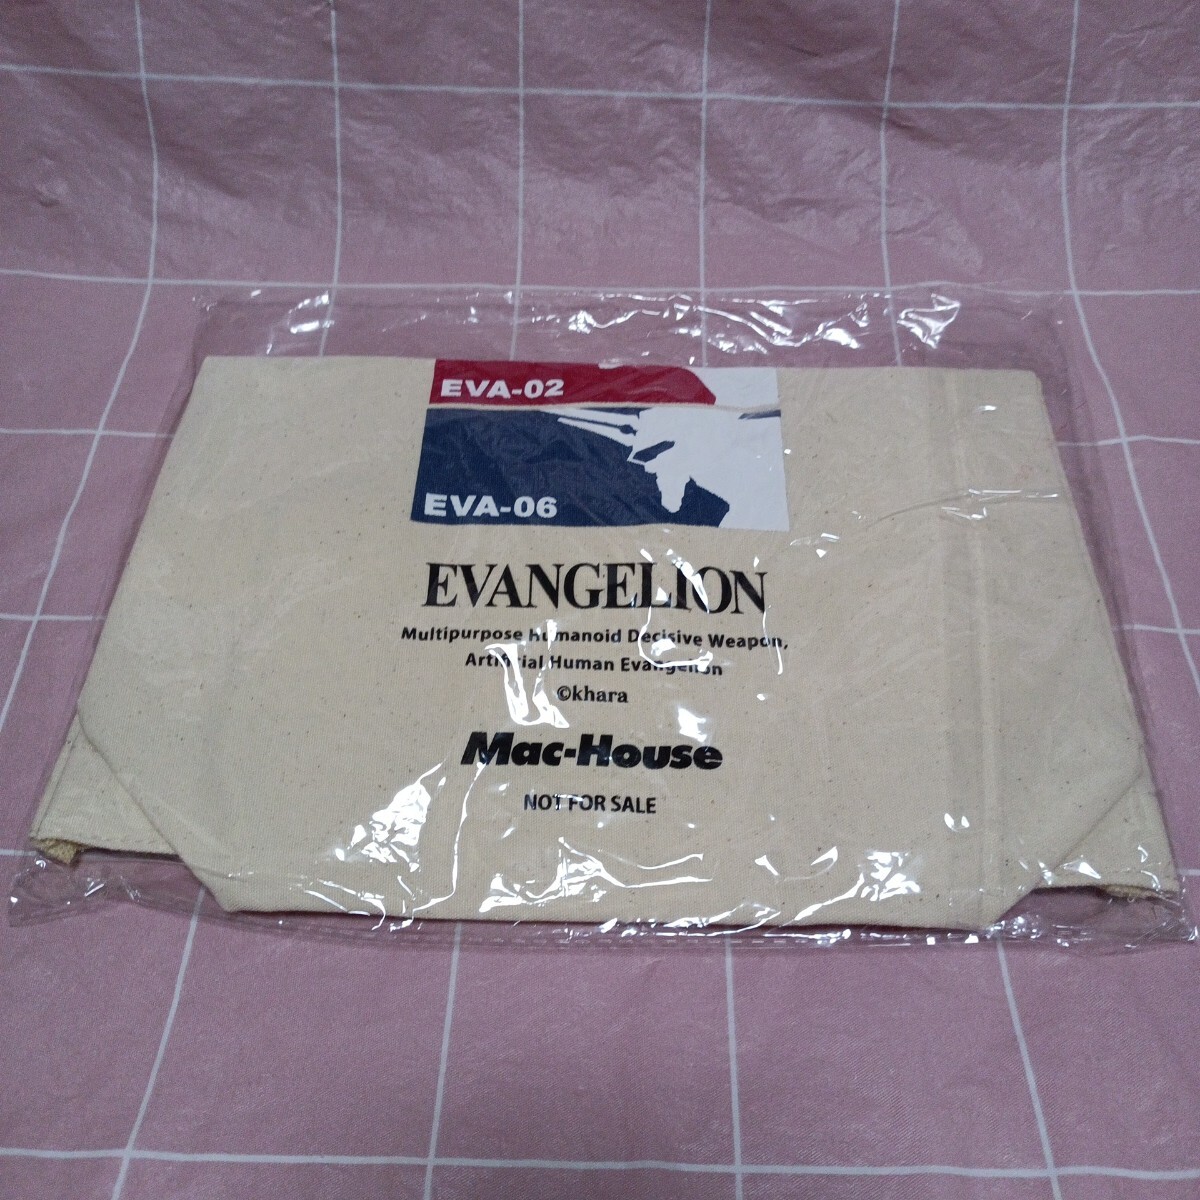 EVA-02
EVA-06
EVANGELION
Multipurpose Humanoid Decisive Weapon,
Artificial Human Evangelion
©khara
Mac-House
NOT FOR SALE